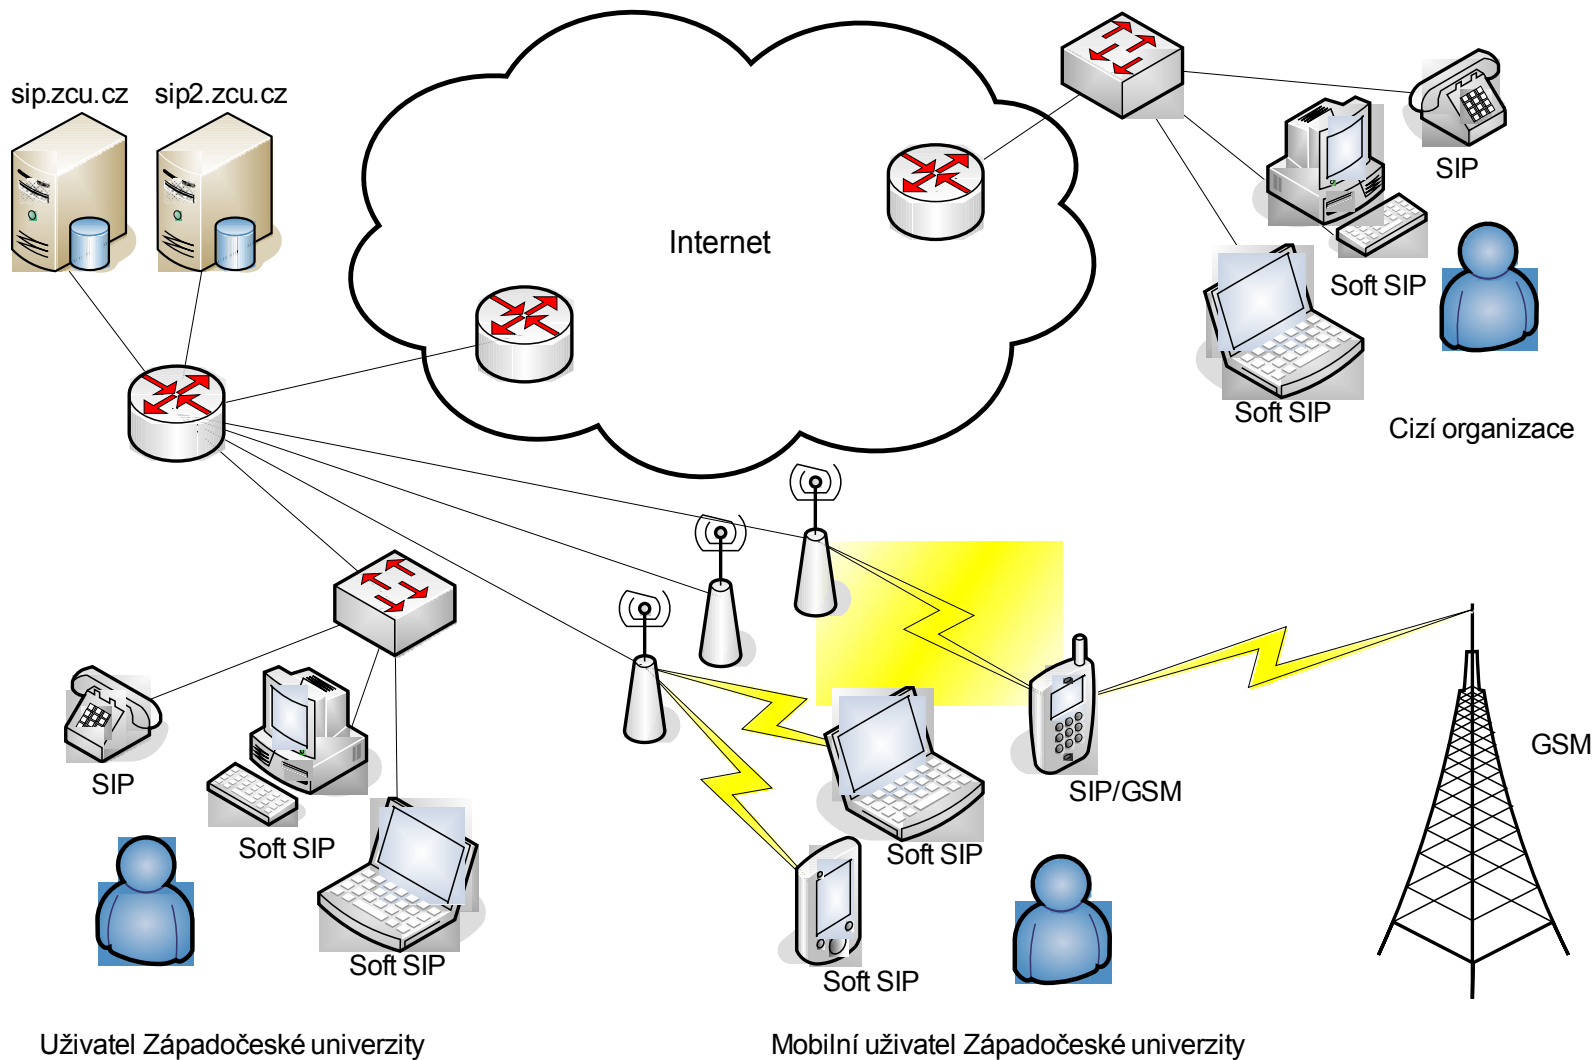 sip.zcu.cz
sip2.zcu.cz
Internet
SIP
Soft SIP
Soft SIP
Cizí organizace
SIP
Soft SIP
Soft SIP
SIP/GSM
GSM
Soft SIP
Soft SIP
Uživatel Západočeské univerzity
Mobilní uživatel Západočeské univerzity